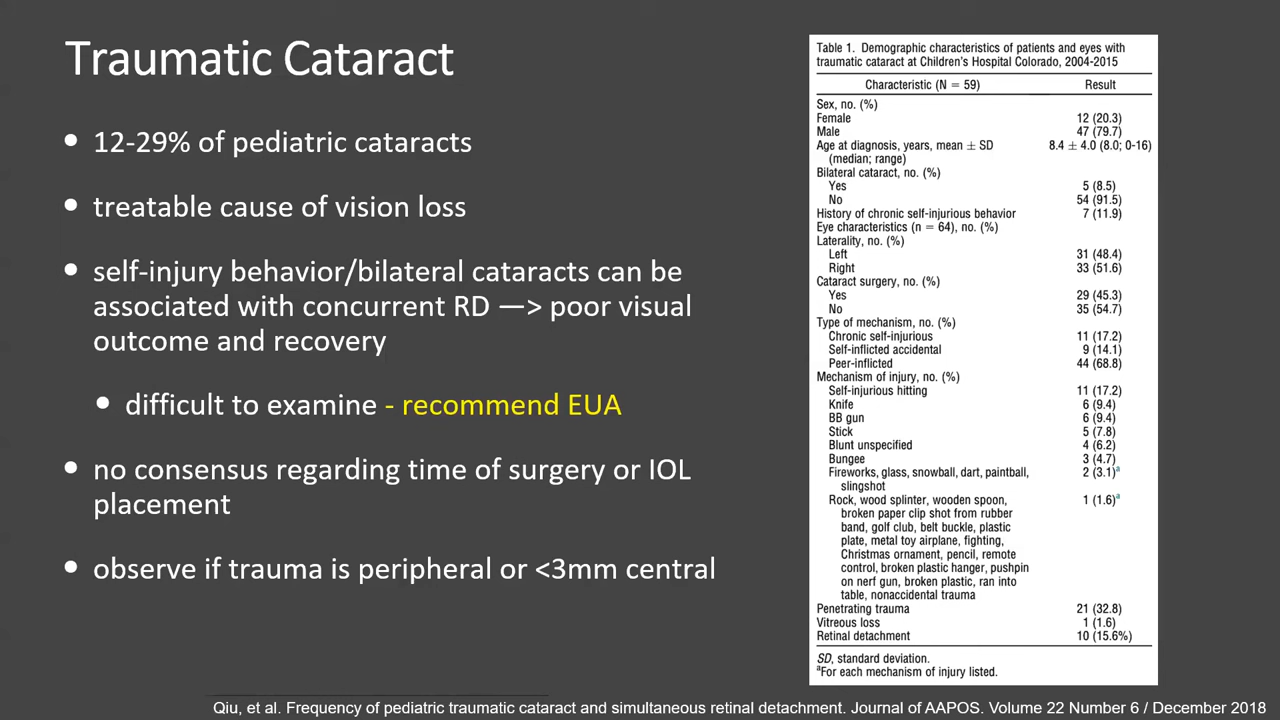 Traumatic Cataract
• 12-29% of pediatric cataracts
• treatable cause of vision loss
• self-injury behavior/bilateral cataracts can be
associated with concurrent RD —> poor visual
outcome and recovery
• difficult to examine - recommend EUA
• no consensus regarding time of surgery or IOL
placement
• observe if trauma is peripheral or <3mm central
Table 1. Demographic characteristics of patients and eyes with
traumatic cataract at Children's Hospital Colorado, 2004-2015
Characteristic (N = 59) Result
Sex, no. (%)
Female 12 (20.3)
Male 47 (79.7)
Age at diagnosis, years, mean ± SD 8.4 ± 4.0 (8.0; 0-16)
(median; range)
Bilateral cataract, no. (%)
Yes 5 (8.5)
No 54 (91.5)
History of chronic self-injurious behavior 7 (11.9)
Eye characteristics (n = 64), no. (%)
Laterality, no. (%)
Left 31 (48.4)
Right 33 (51.6)
Cataract surgery, no. (%)
Yes 29 (45.3)
No 35 (54.7)
Type of mechanism, no. (%)
Chronic self-injurious 11 (17.2)
Self-inflicted accidental 9 (14.1)
Peer-inflicted 44 (68.8)
Mechanism of injury, no. (%)
Self-injurious hitting 11 (17.2)
Knife 6 (9.4)
BB gun 6 (9.4)
Stick 5 (7.8)
Blunt unspecified 4 (6.2)
Bungee 3 (4.7)
Fireworks, glass, snowball, dart, paintball, 2 (3.1)a
slingshot
Rock, wood splinter, wooden spoon, 1 (1.6)a
broken paper clip shot from rubber
band, golf club, belt buckle, plastic
plate, metal toy airplane, fighting,
Christmas ornament, pencil, remote
control, broken plastic hanger, pushpin
on nerf gun, broken plastic, ran into
table, nonaccidental trauma
Penetrating trauma 21 (32.8)
Vitreous loss 1 (1.6)
Retinal detachment 10 (15.6%)
SD, standard deviation.
aFor each mechanism of injury listed.
Qiu, et al. Frequency of pediatric traumatic cataract and simultaneous retinal detachment. Journal of AAPOS. Volume 22 Number 6 / December 2018